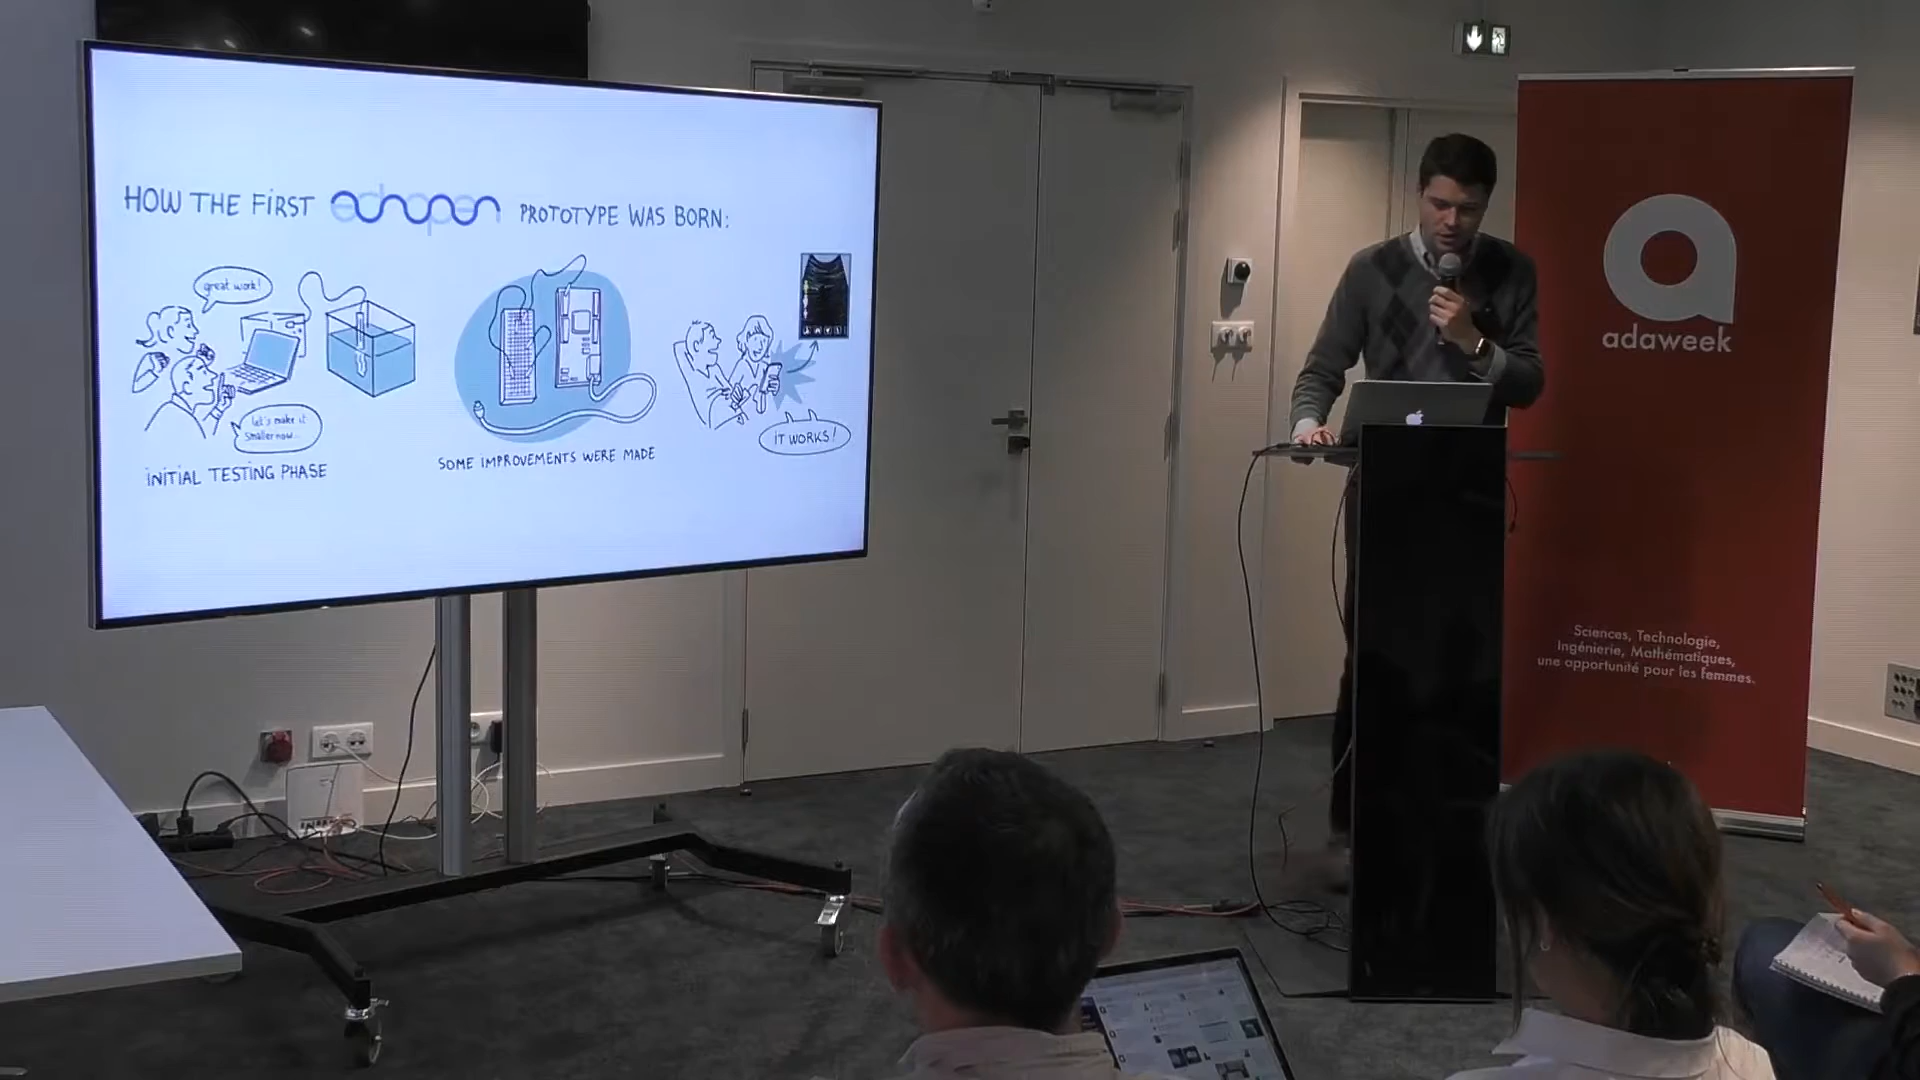 HOW THE FIRST echopen PROTOTYPE WAS BORN:
great work!
let's make it
smaller now...
INITIAL TESTING PHASE
SOME IMPROVEMENTS WERE MADE
IT WORKS!
adaweek
Sciences, Technologie,
Ingénierie, Mathématiques,
une opportunité pour les femmes.